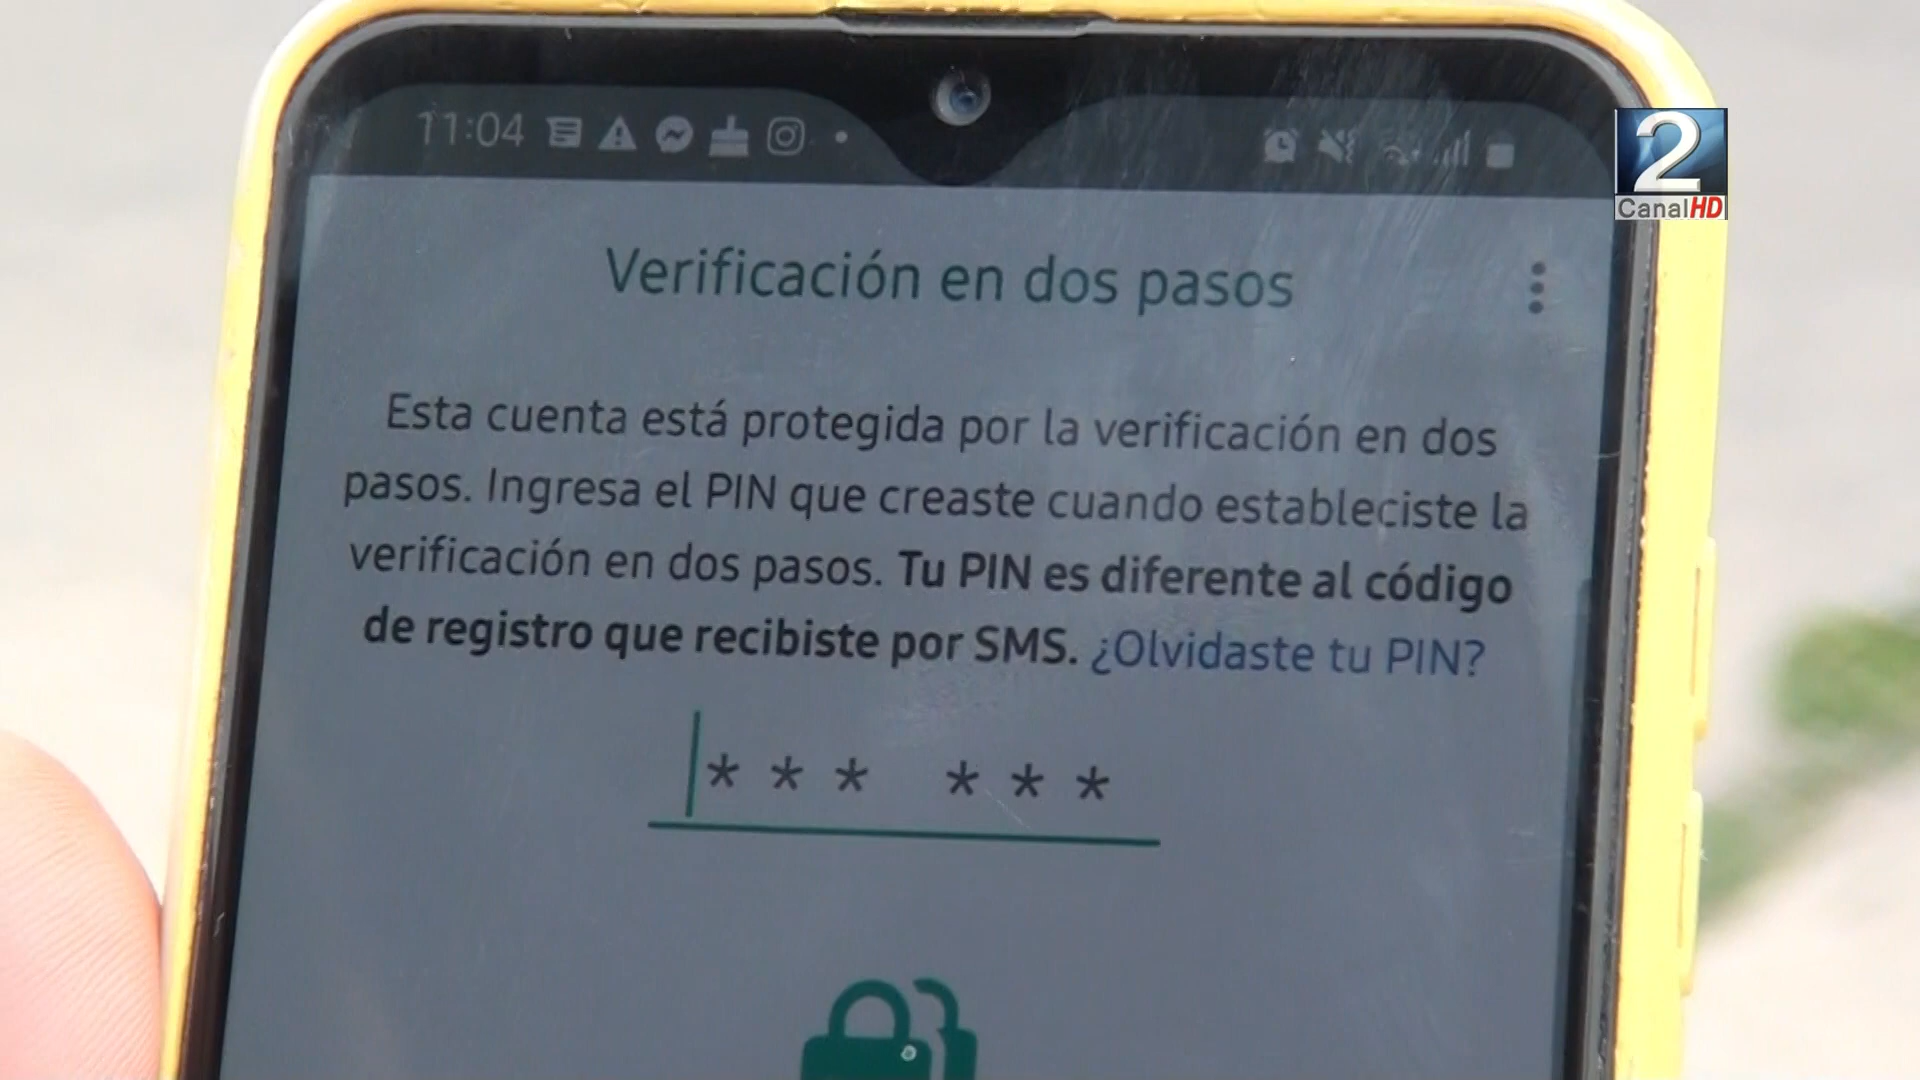 11:04
2
CanalHD
Verificación en dos pasos
Esta cuenta está protegida por la verificación en dos
pasos. Ingresa el PIN que creaste cuando estableciste la
verificación en dos pasos. Tu PIN es diferente al código
de registro que recibiste por SMS. ¿Olvidaste tu PIN?
* * * * * *